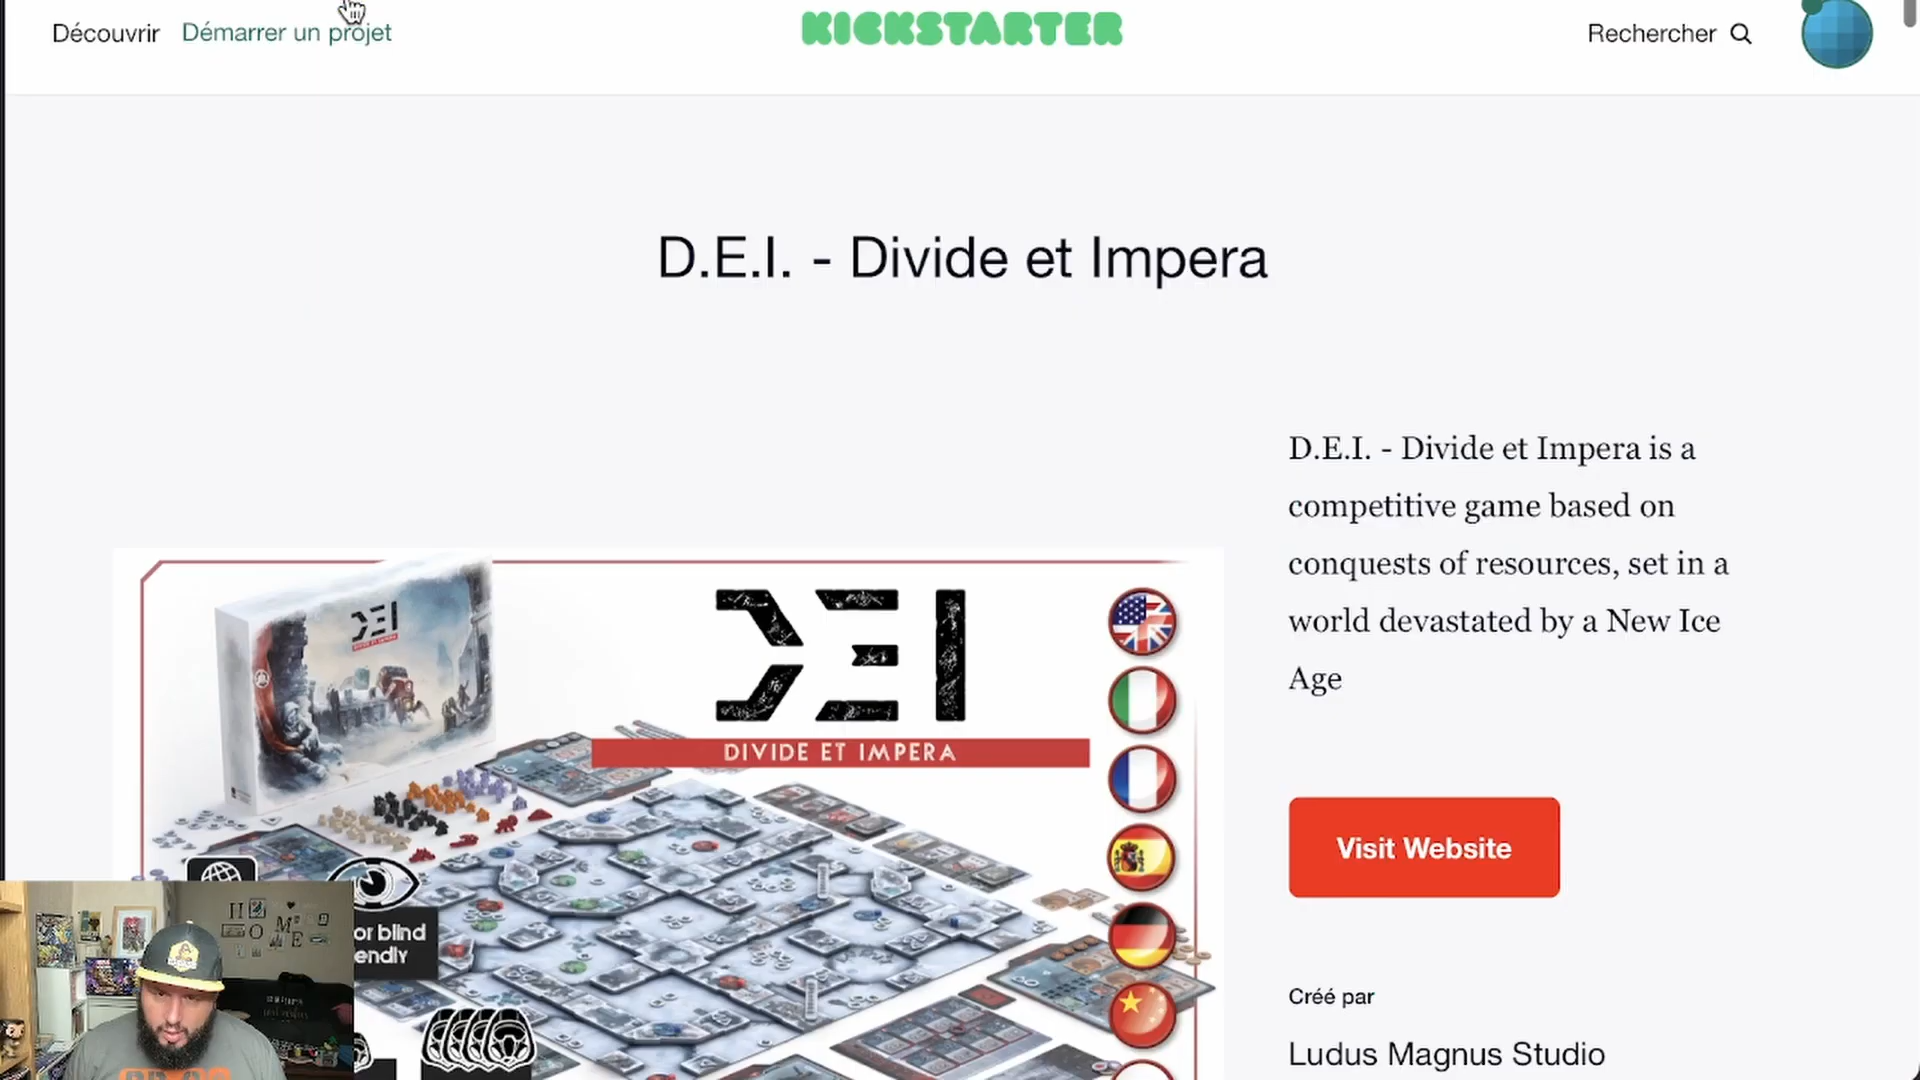 Découvrir
Démarrer un projet
KICKSTARTER
Rechercher
D.E.I. - Divide et Impera
D.E.I. - Divide et Impera is a
competitive game based on
conquests of resources, set in a
world devastated by a New Ice
Age
DEI
DIVIDE ET IMPERA
DEI
Visit Website
or blind
endly
HOME
Créé par
Ludus Magnus Studio